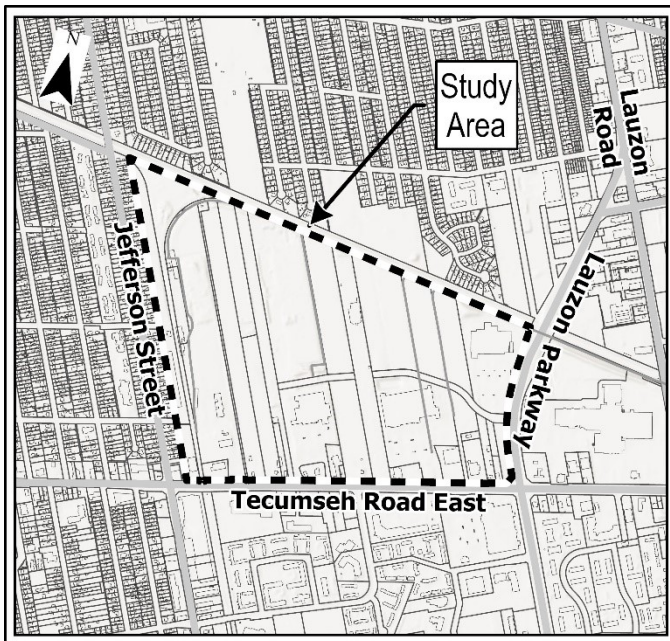 N
Study
Area
Lauzon
Road
Jefferson Street
Lauzon Parkway
Tecumseh Road East